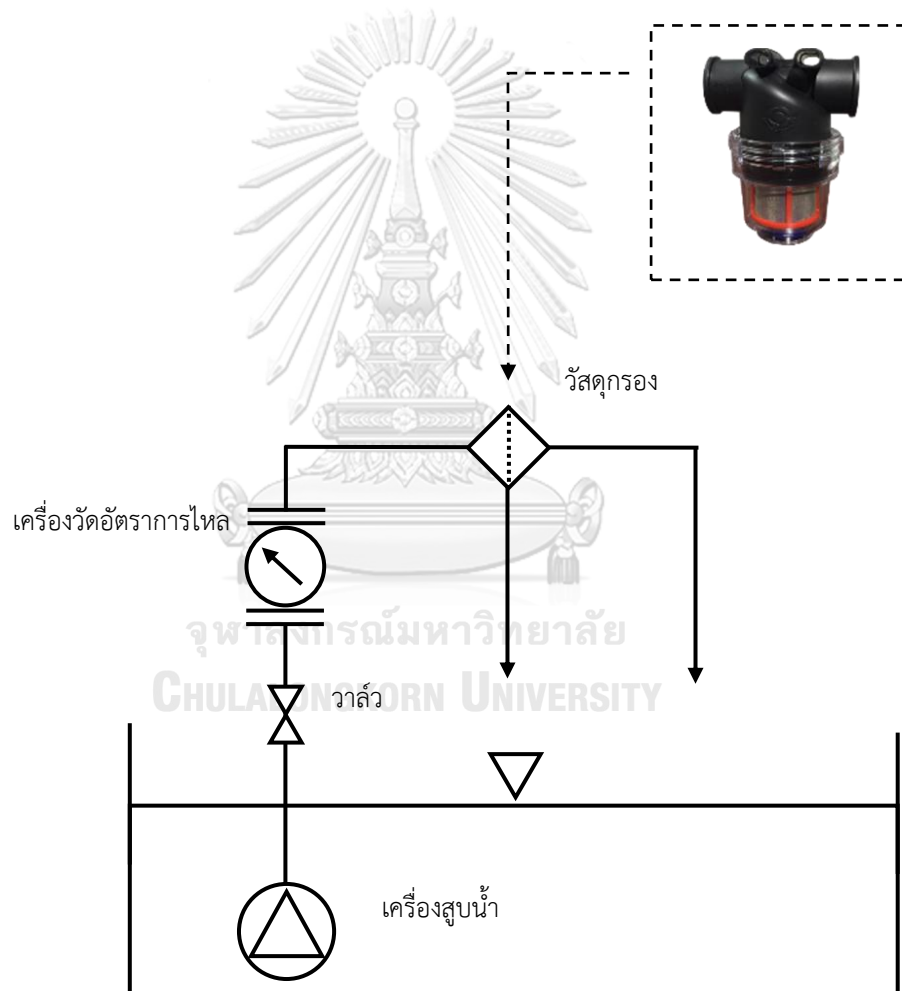 วัสดุกรอง
เครื่องวัดอัตราการไหล
จุฬาลงกรณ์มหาวิทยาลัย
CHULALONGKORN UNIVERSITY
วาล์ว
เครื่องสูบน้ำ